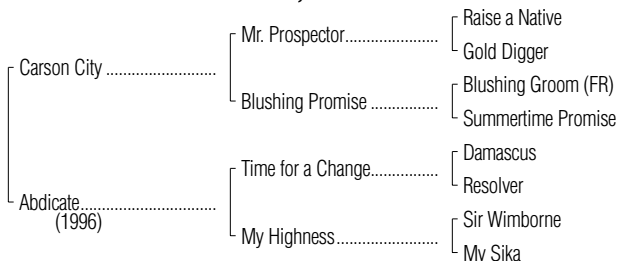 Raise a Native
Mr. Prospector
Gold Digger
Carson City
Blushing Groom (FR)
Blushing Promise
Summertime Promise
Damascus
Time for a Change
Resolver
Abdicate
(1996)
Sir Wimborne
My Highness
My Sika